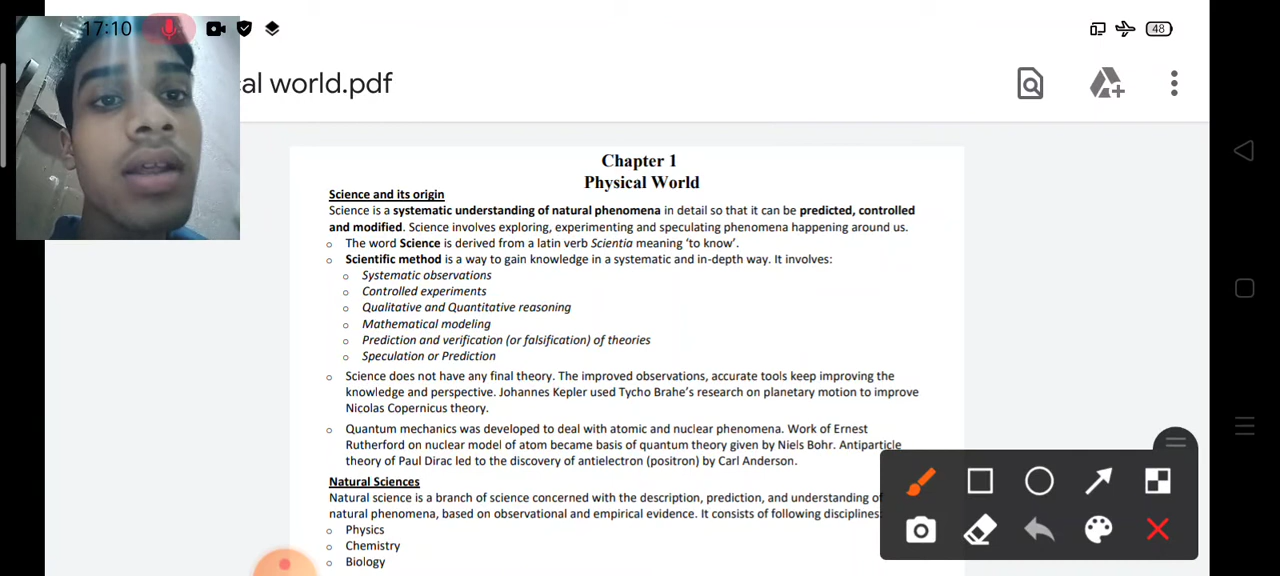 17:10
48
al world.pdf
Chapter 1
Physical World
Science and its origin
Science is a systematic understanding of natural phenomena in detail so that it can be predicted, controlled
and modified. Science involves exploring, experimenting and speculating phenomena happening around us.
○ The word Science is derived from a latin verb Scientia meaning ‘to know’.
○ Scientific method is a way to gain knowledge in a systematic and in-depth way. It involves:
○ Systematic observations
○ Controlled experiments
○ Qualitative and Quantitative reasoning
○ Mathematical modeling
○ Prediction and verification (or falsification) of theories
○ Speculation or Prediction
○ Science does not have any final theory. The improved observations, accurate tools keep improving the
knowledge and perspective. Johannes Kepler used Tycho Brahe’s research on planetary motion to improve
Nicolas Copernicus theory.
○ Quantum mechanics was developed to deal with atomic and nuclear phenomena. Work of Ernest
Rutherford on nuclear model of atom became basis of quantum theory given by Niels Bohr. Antiparticle
theory of Paul Dirac led to the discovery of antielectron (positron) by Carl Anderson.
Natural Sciences
Natural science is a branch of science concerned with the description, prediction, and understanding of
natural phenomena, based on observational and empirical evidence. It consists of following disciplines
○ Physics
○ Chemistry
○ Biology